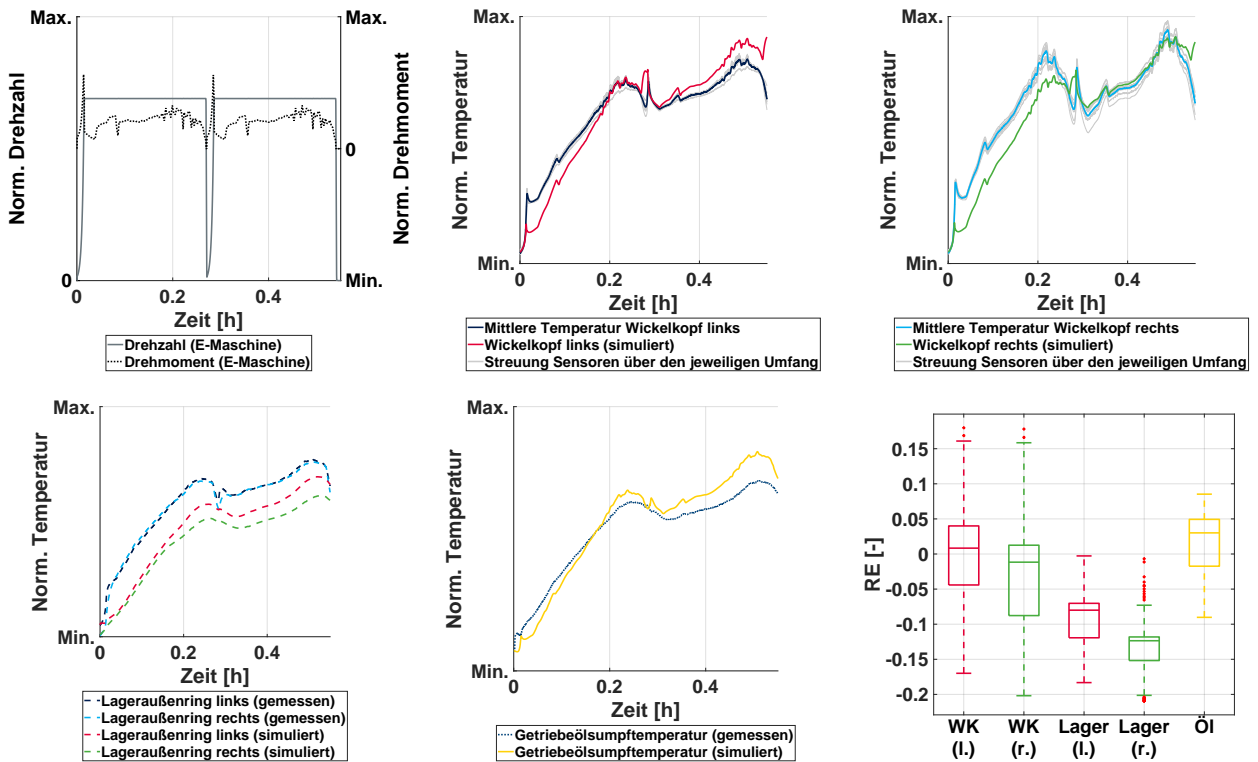 Max.
Max.
Norm. Drehzahl
Norm. Drehmoment
0
0
Min.
0
0.2
0.4
Zeit [h]
Drehzahl (E-Maschine)
Drehmoment (E-Maschine)
Max.
Norm. Temperatur
Min.
0
0.2
0.4
Zeit [h]
Mittlere Temperatur Wickelkopf links
Wickelkopf links (simuliert)
Streuung Sensoren über den jeweiligen Umfang
Max.
Norm. Temperatur
Min.
0
0.2
0.4
Zeit [h]
Mittlere Temperatur Wickelkopf rechts
Wickelkopf rechts (simuliert)
Streuung Sensoren über den jeweiligen Umfang
Max.
Norm. Temperatur
Min.
0
0.2
0.4
Zeit [h]
Lageraußenring links (gemessen)
Lageraußenring rechts (gemessen)
Lageraußenring links (simuliert)
Lageraußenring rechts (simuliert)
Max.
Norm. Temperatur
Min.
0
0.2
0.4
Zeit [h]
Getriebeölsumpftemperatur (gemessen)
Getriebeölsumpftemperatur (simuliert)
RE [-]
0.15
0.1
0.05
0
-0.05
-0.1
-0.15
-0.2
WK (l.)
WK (r.)
Lager (l.)
Lager (r.)
Öl